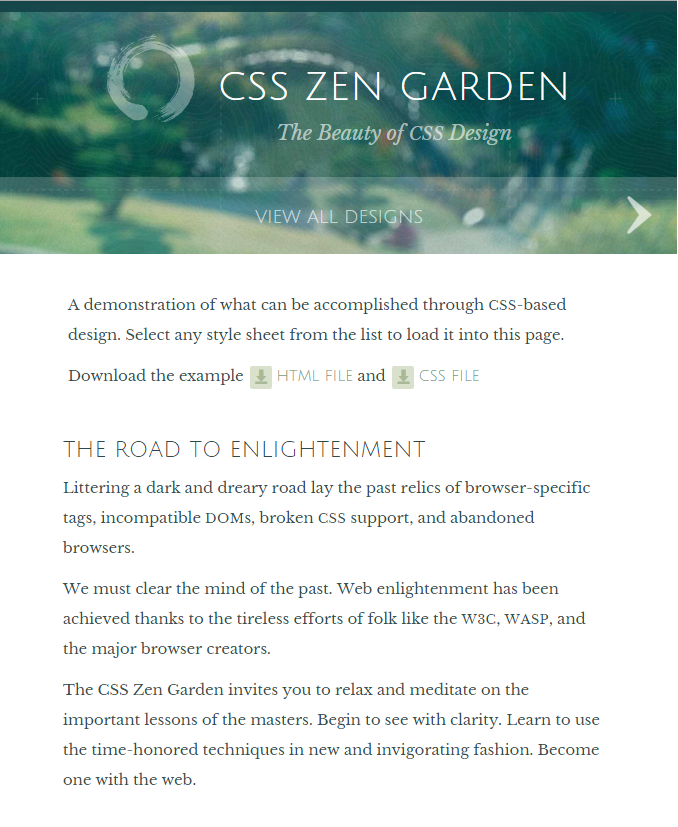 CSS ZEN GARDEN
The Beauty of CSS Design
VIEW ALL DESIGNS
A demonstration of what can be accomplished through CSS-based
design. Select any style sheet from the list to load it into this page.
Download the example HTML FILE and CSS FILE
THE ROAD TO ENLIGHTENMENT
Littering a dark and dreary road lay the past relics of browser-specific
tags, incompatible DOMs, broken CSS support, and abandoned
browsers.
We must clear the mind of the past. Web enlightenment has been
achieved thanks to the tireless efforts of folk like the W3C, WASP, and
the major browser creators.
The CSS Zen Garden invites you to relax and meditate on the
important lessons of the masters. Begin to see with clarity. Learn to use
the time-honored techniques in new and invigorating fashion. Become
one with the web.